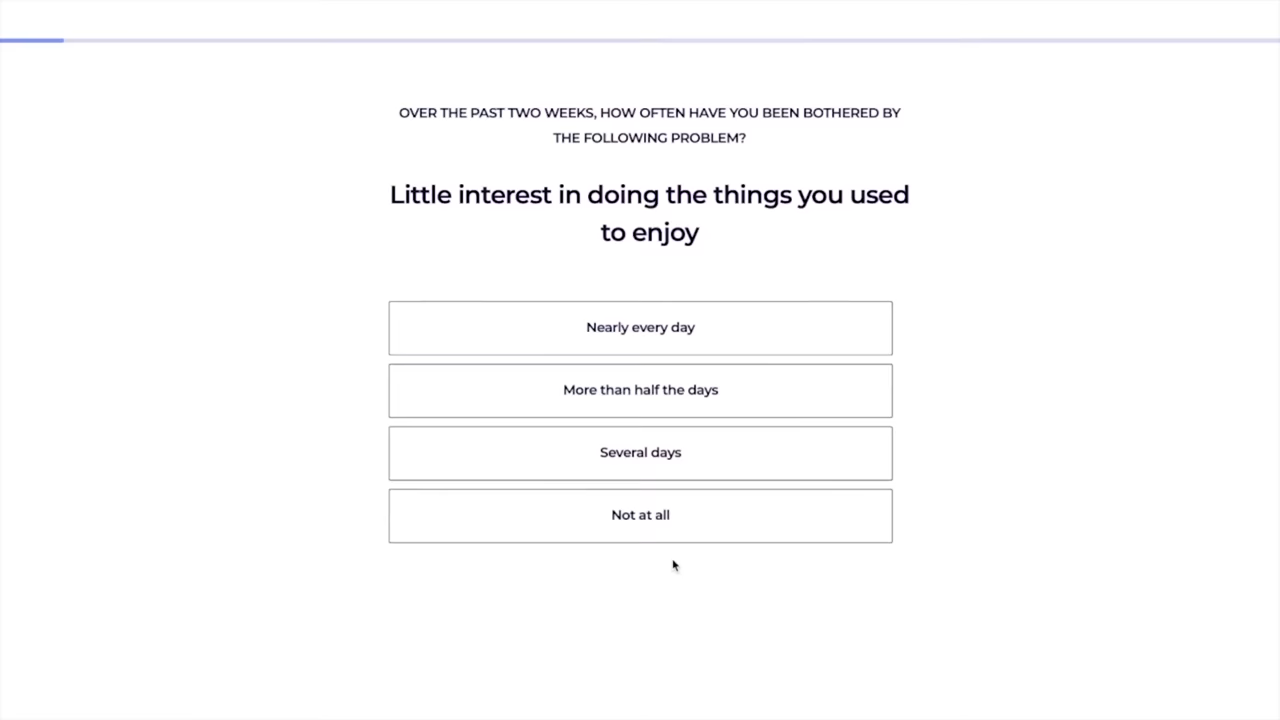 OVER THE PAST TWO WEEKS, HOW OFTEN HAVE YOU BEEN BOTHERED BY
THE FOLLOWING PROBLEM?
Little interest in doing the things you used
to enjoy
Nearly every day
More than half the days
Several days
Not at all